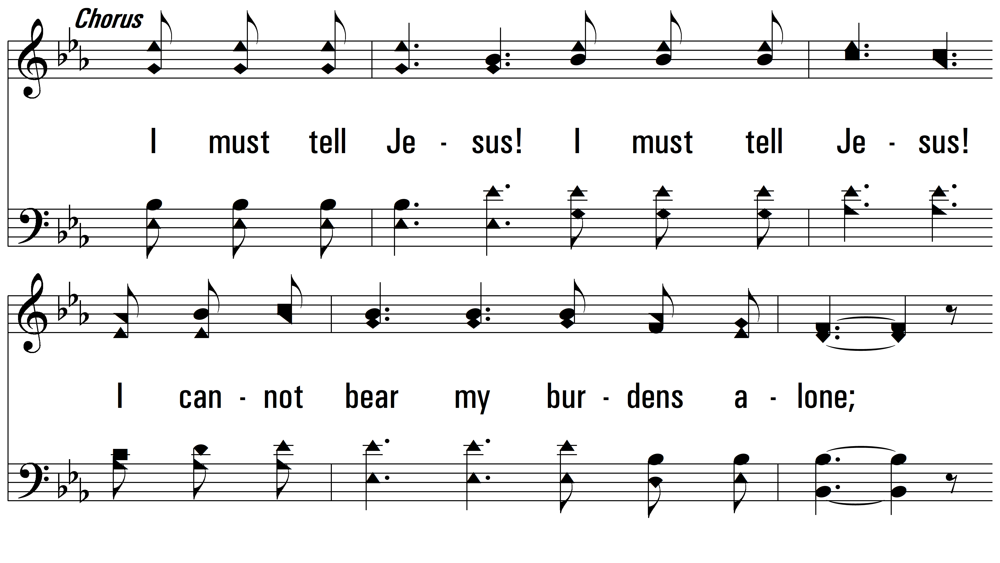 Chorus
I must tell Je - sus! I must tell Je - sus!
I can - not bear my bur - dens a - lone;